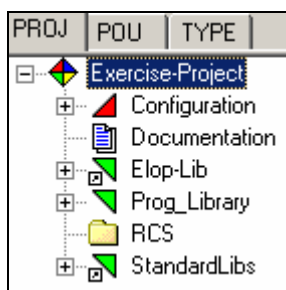 PROJ POU TYPE
Exercise-Project
Configuration
Documentation
Elop-Lib
Prog_Library
RCS
StandardLibs